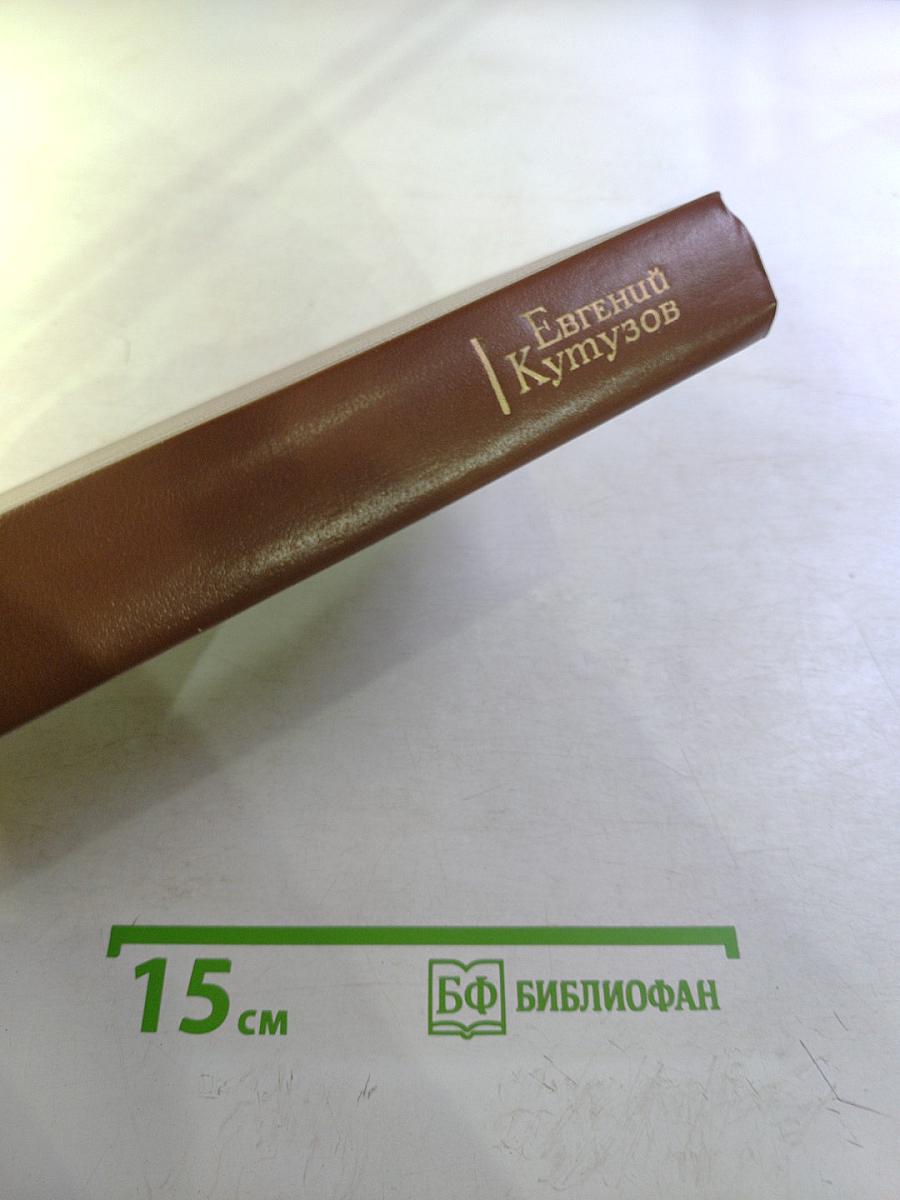 Евгений
Кутузов
15 см
БФ БИБЛИОФАН